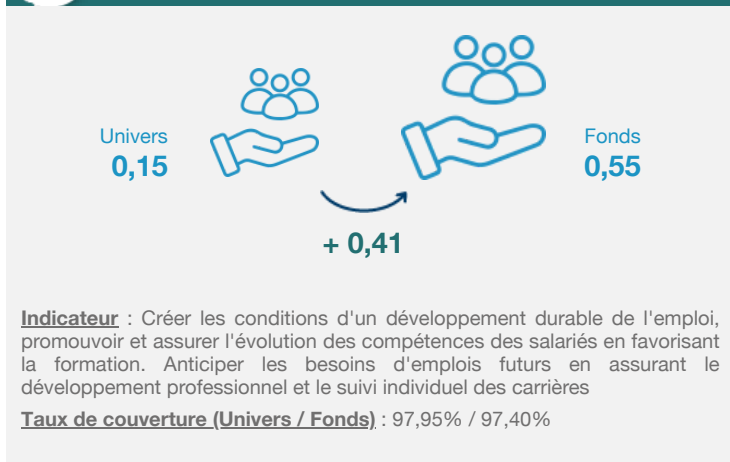 Univers
0,15
Fonds
0,55
+ 0,41
Indicateur : Créer les conditions d'un développement durable de l'emploi,
promouvoir et assurer l'évolution des compétences des salariés en favorisant
la formation. Anticiper les besoins d'emplois futurs en assurant le
développement professionnel et le suivi individuel des carrières
Taux de couverture (Univers / Fonds) : 97,95% / 97,40%